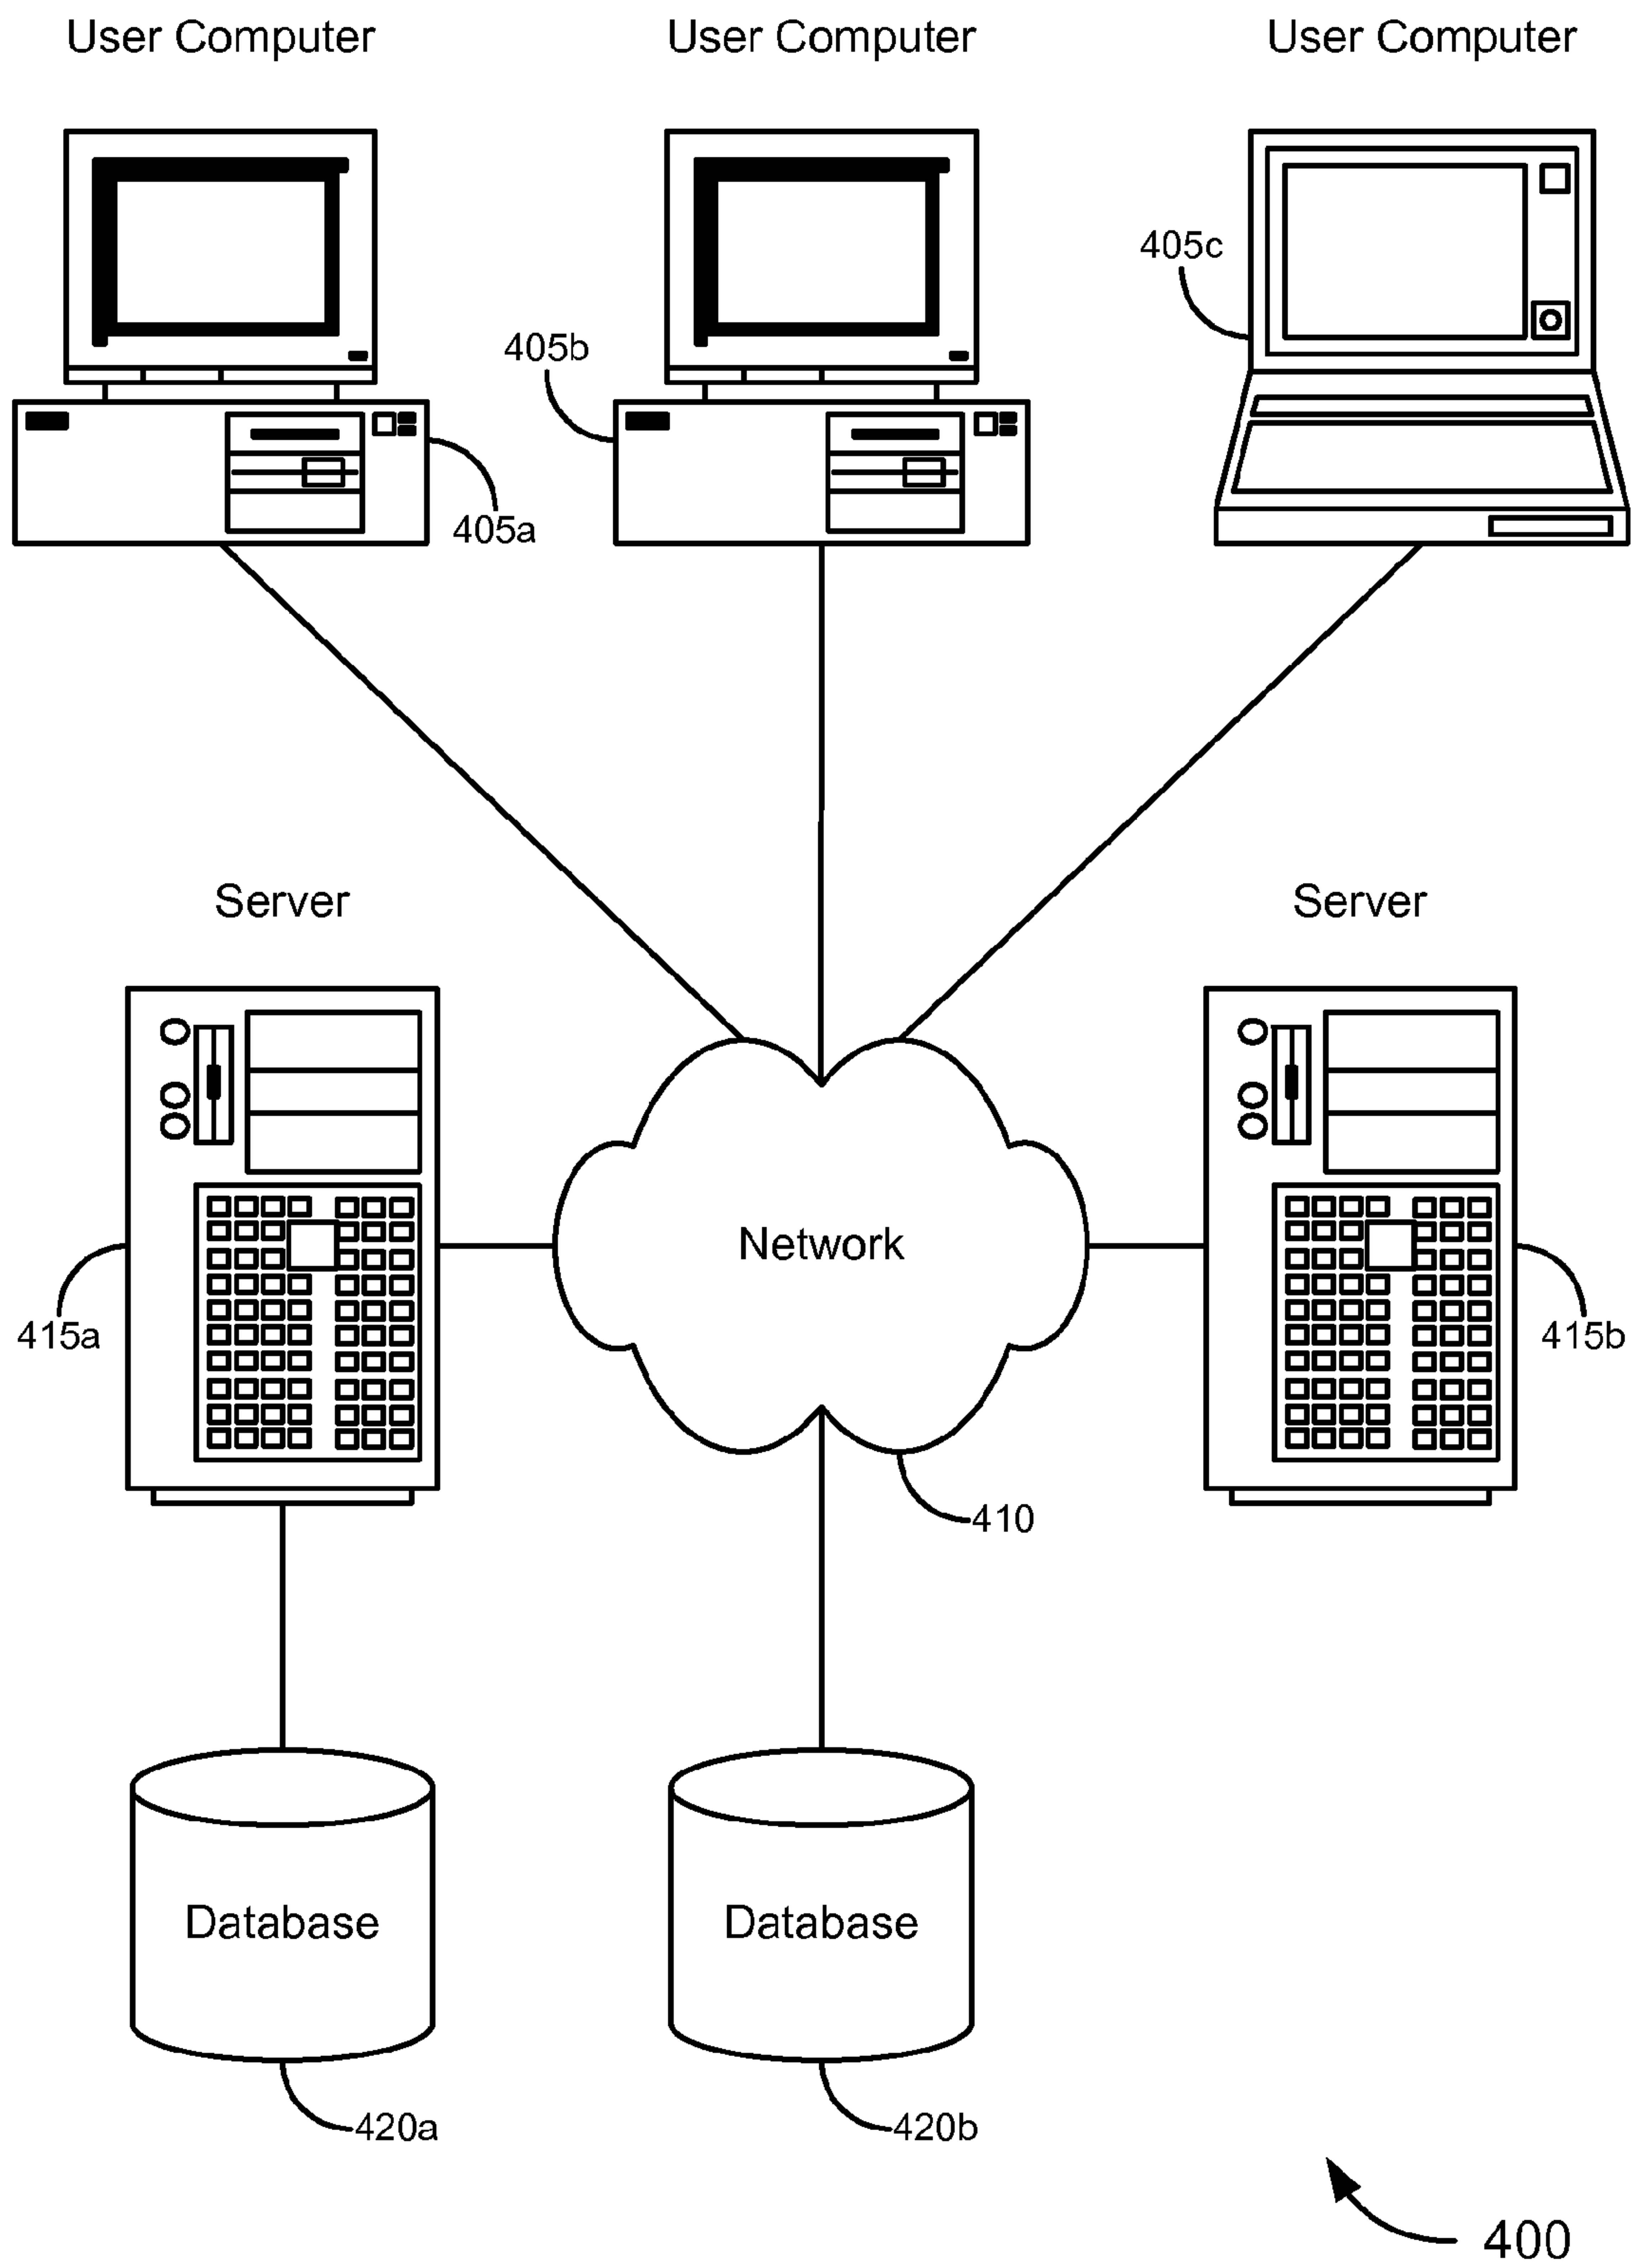 User Computer
User Computer
User Computer
405c
405b
405a
Server
Server
Network
415a
415b
410
Database
Database
420a
420b
400